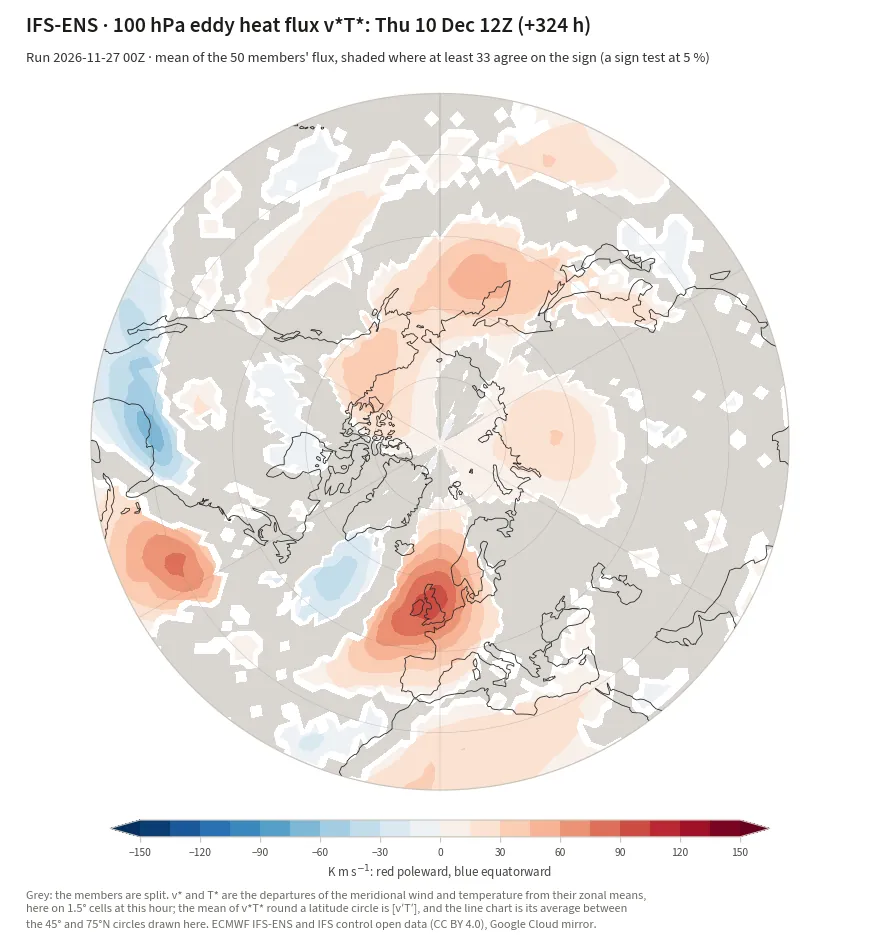 IFS-ENS · 100 hPa eddy heat flux v*T*: Thu 10 Dec 12Z (+324 h)
Run 2026-11-27 00Z · mean of the 50 members' flux, shaded where at least 33 agree on the sign (a sign test at 5 %)
−150 −120 −90 −60 −30 0 30 60 90 120 150
K m s⁻¹: red poleward, blue equatorward
Grey: the members are split. v* and T* are the departures of the meridional wind and temperature from their zonal means,
here on 1.5° cells at this hour; the mean of v*T* round a latitude circle is [v′T′], and the line chart is its average between
the 45° and 75°N circles drawn here. ECMWF IFS-ENS and IFS control open data (CC BY 4.0), Google Cloud mirror.